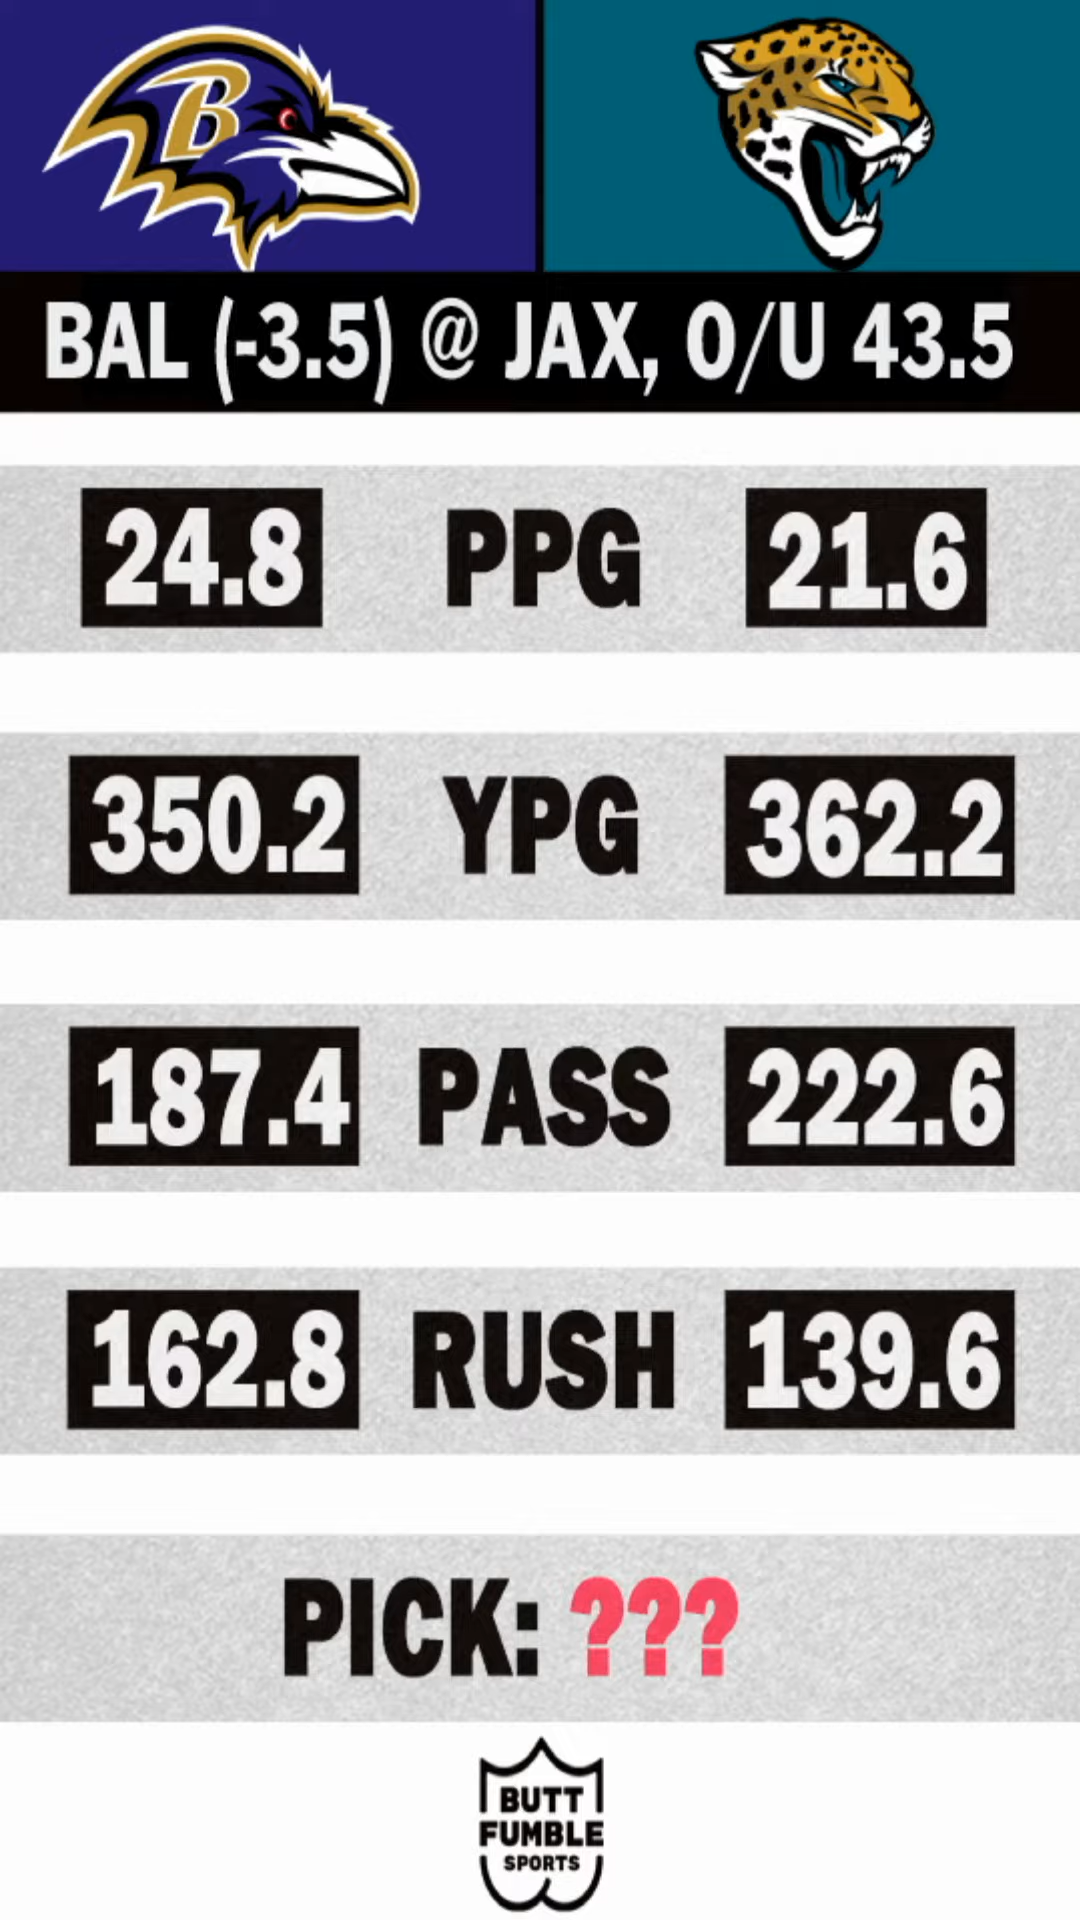 B
BAL (-3.5) @ JAX, O/U 43.5
24.8 PPG 21.6
350.2 YPG 362.2
187.4 PASS 222.6
162.8 RUSH 139.6
PICK: ???
BUTT
FUMBLE
SPORTS